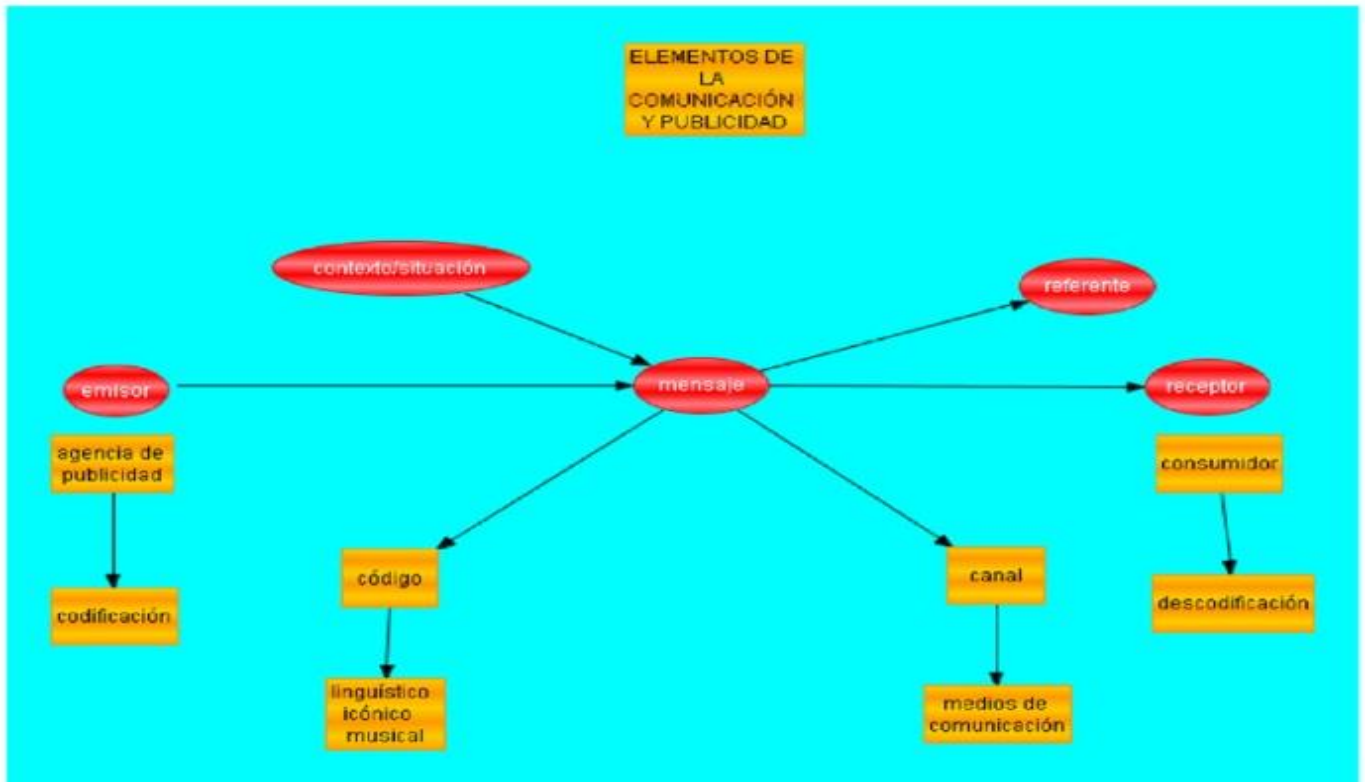 ELEMENTOS DE
LA
COMUNICACIÓN
Y PUBLICIDAD
contexto/situación
referente
emisor
mensaje
receptor
agencia de
publicidad
consumidor
código
canal
codificación
descodificación
linguístico
icónico
musical
medios de
comunicación